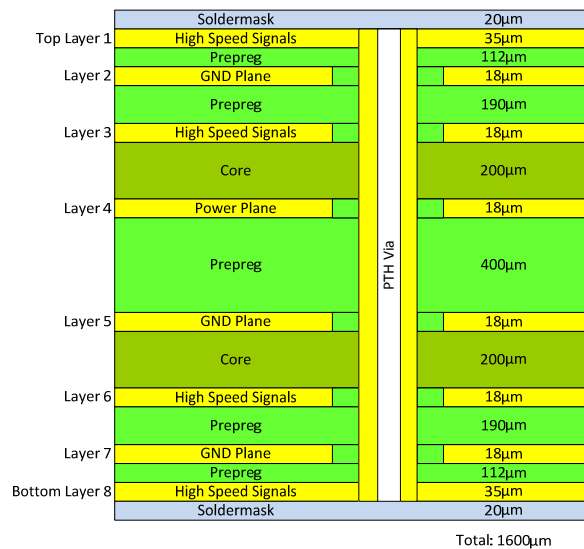 Soldermask 20µm
Top Layer 1 High Speed Signals 35µm
Prepreg 112µm
Layer 2 GND Plane 18µm
Prepreg 190µm
Layer 3 High Speed Signals 18µm
Core 200µm
Layer 4 Power Plane 18µm
PTH Via
Prepreg 400µm
Layer 5 GND Plane 18µm
Core 200µm
Layer 6 High Speed Signals 18µm
Prepreg 190µm
Layer 7 GND Plane 18µm
Prepreg 112µm
Bottom Layer 8 High Speed Signals 35µm
Soldermask 20µm
Total: 1600µm